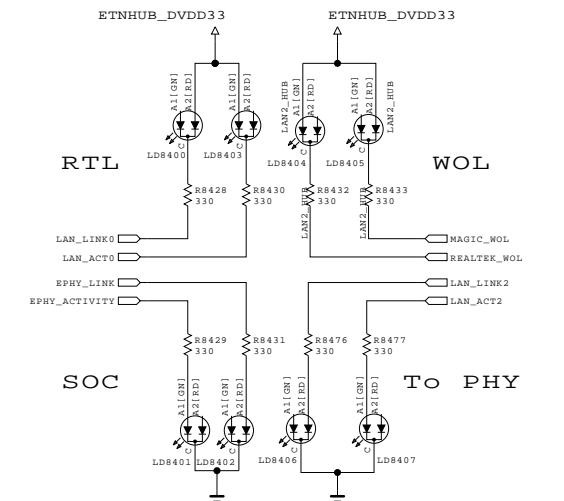 ETNHUB_DVDD33 ETNHUB_DVDD33
A1[GN] A2[RD] A1[GN] A2[RD] LAN2_HUB A1[GN] A2[RD] A1[GN] A2[RD] LAN2_HUB
C C C C
LD8400 LD8403 LD8404 LD8405
RTL WOL
R8428 R8430 R8432 R8433
330 330 330 330
LAN2_HUB LAN2_HUB
LAN_LINK0 MAGIC_WOL
LAN_ACT0 REALTEK_WOL
EPHY_LINK LAN_LINK2
EPHY_ACTIVITY LAN_ACT2
R8429 R8431 R8476 R8477
330 330 330 330
SOC To PHY
A1[GN] A2[RD] A1[GN] A2[RD] A1[GN] A2[RD] A1[GN] A2[RD]
C C C C
LD8401 LD8402 LD8406 LD8407